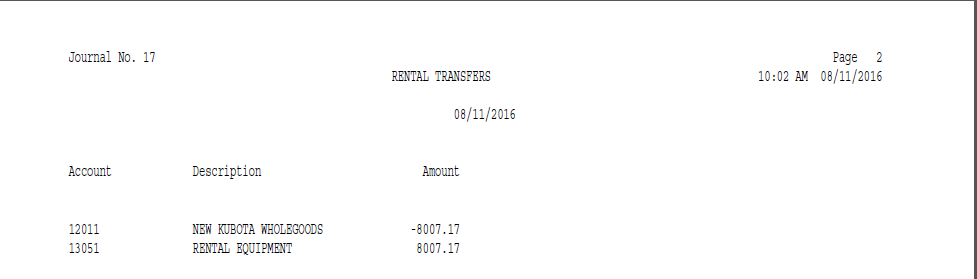 Journal No. 17 Page 2
RENTAL TRANSFERS 10:02 AM 08/11/2016
08/11/2016
Account Description Amount
12011 NEW KUBOTA WHOLEGOODS -8007.17
13051 RENTAL EQUIPMENT 8007.17